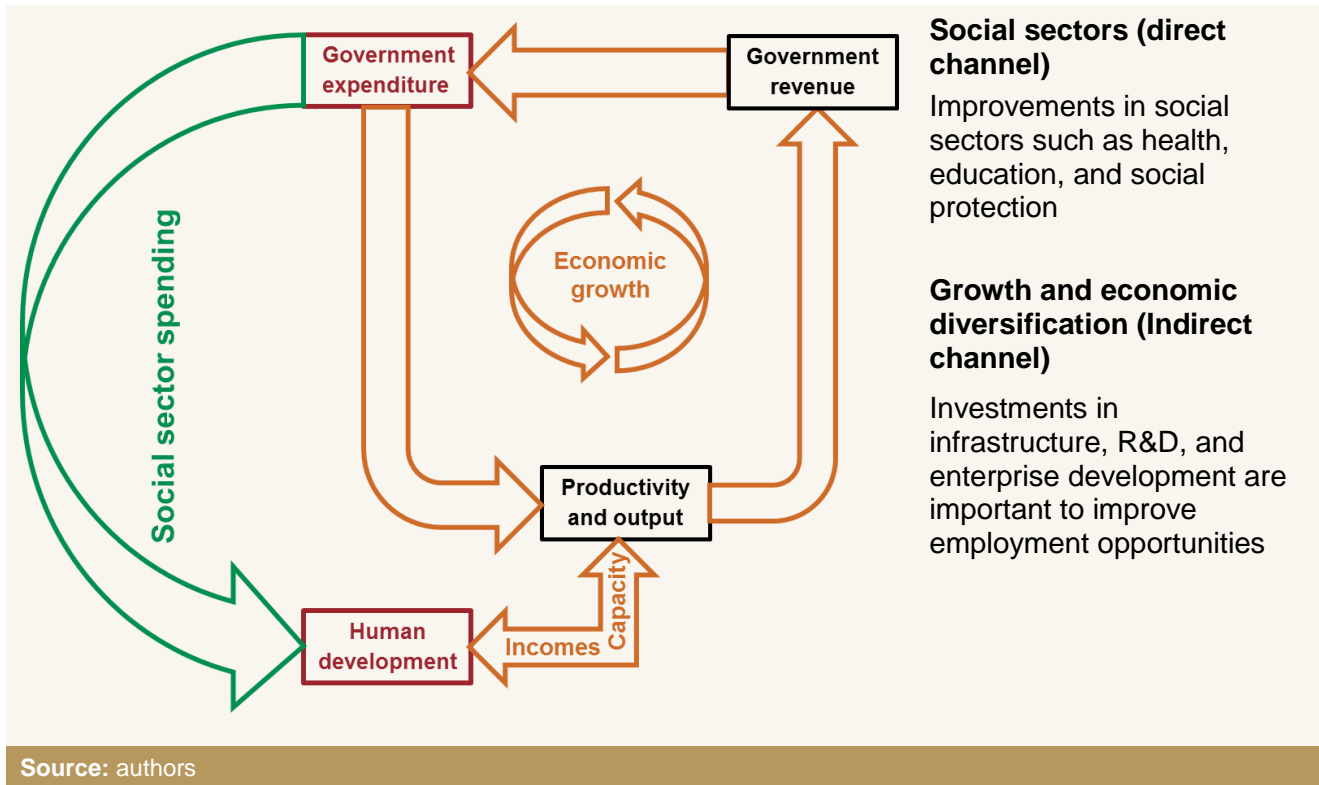 Government
expenditure
Government
revenue
Economic
growth
Social sector spending
Productivity
and output
Capacity
Incomes
Human
development
Social sectors (direct
channel)
Improvements in social
sectors such as health,
education, and social
protection
Growth and economic
diversification (Indirect
channel)
Investments in
infrastructure, R&D, and
enterprise development are
important to improve
employment opportunities
Source: authors